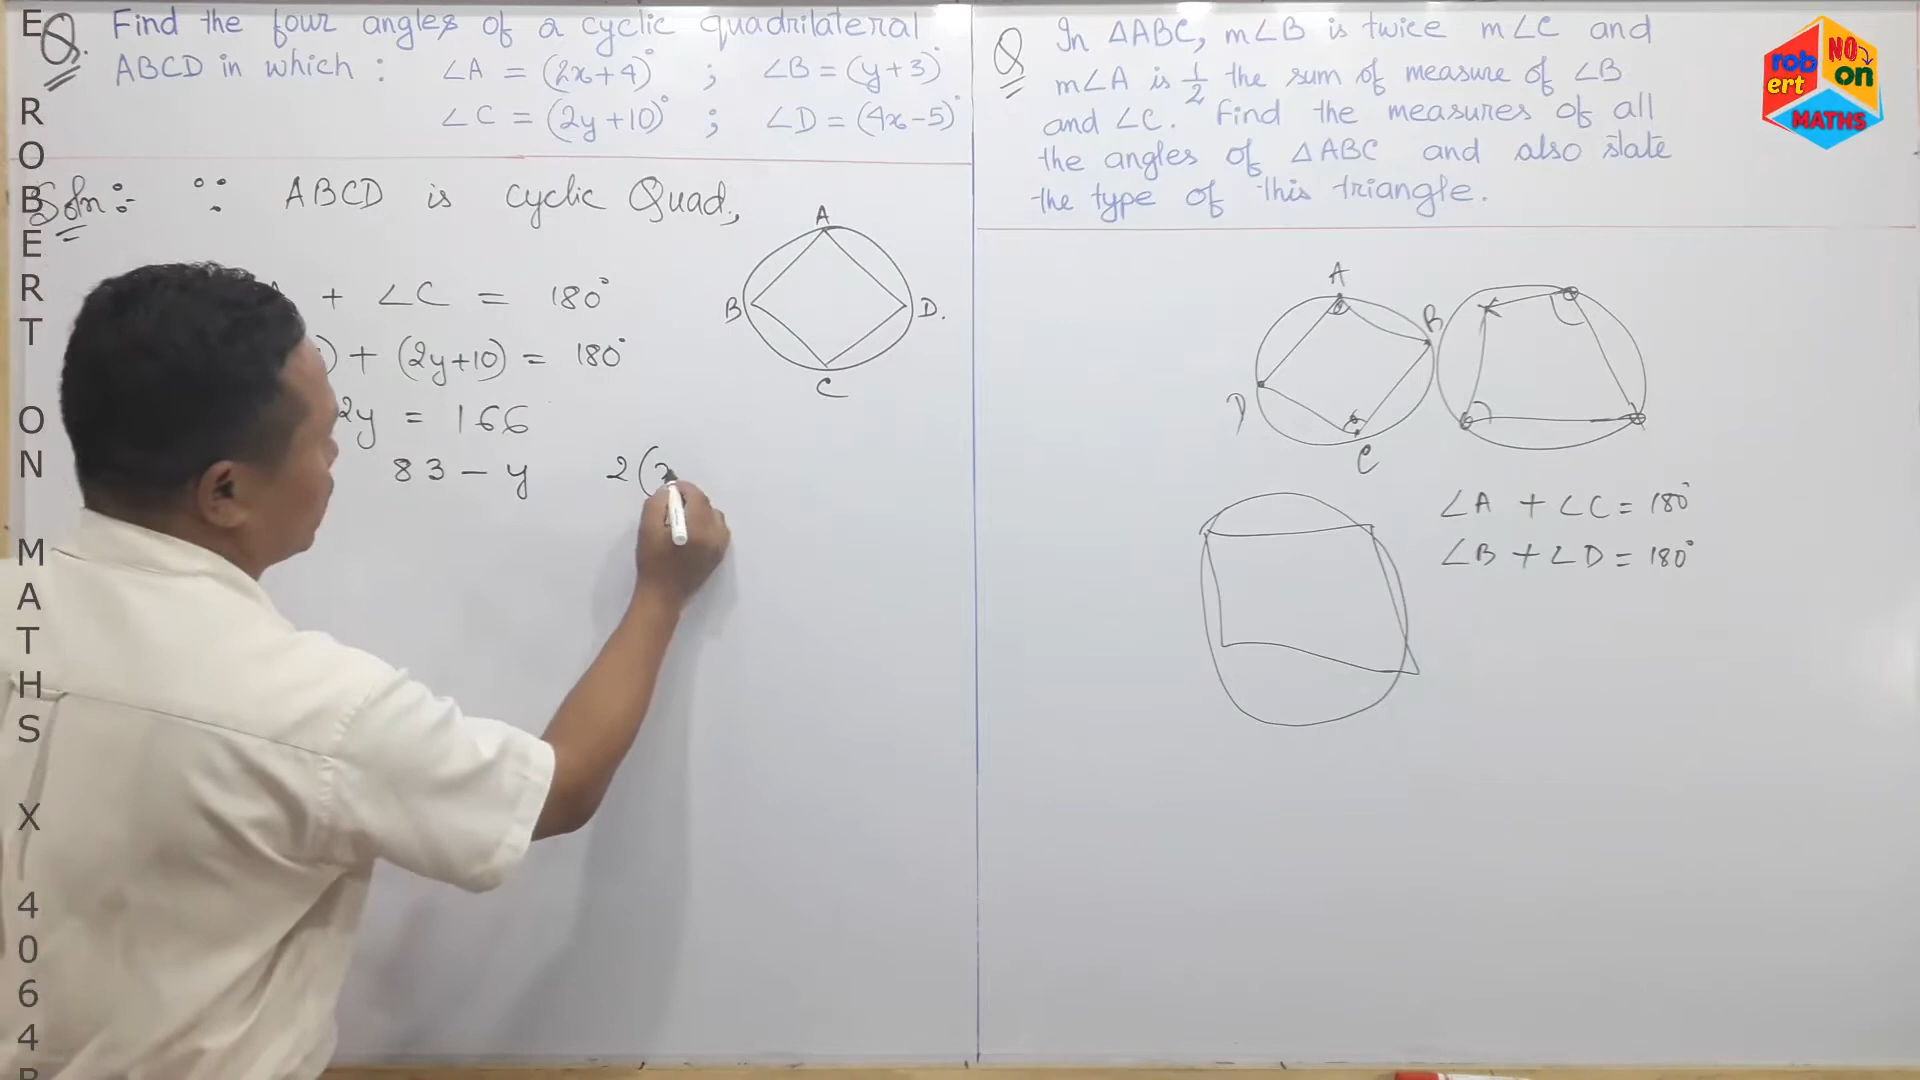 Q. Find the four angles of a cyclic quadrilateral
ABCD in which : ∠A = (2x+4)° ; ∠B = (y+3)°
∠C = (2y+10)° ; ∠D = (4x-5)°
Soln:- ∵ ABCD is cyclic Quad.,
+ ∠C = 180°
) + (2y+10) = 180°
2y = 166
83 - y 2(
A
B D.
C
Q In △ABC, m∠B is twice m∠C and
m∠A is 1/2 the sum of measure of ∠B
and ∠C. Find the measures of all
the angles of △ABC and also state
the type of this triangle.
A
B
D
C
∠A + ∠C = 180°
∠B + ∠D = 180°
rob ert NO on
MATHS
E ROBERT ON MATHS X 4064